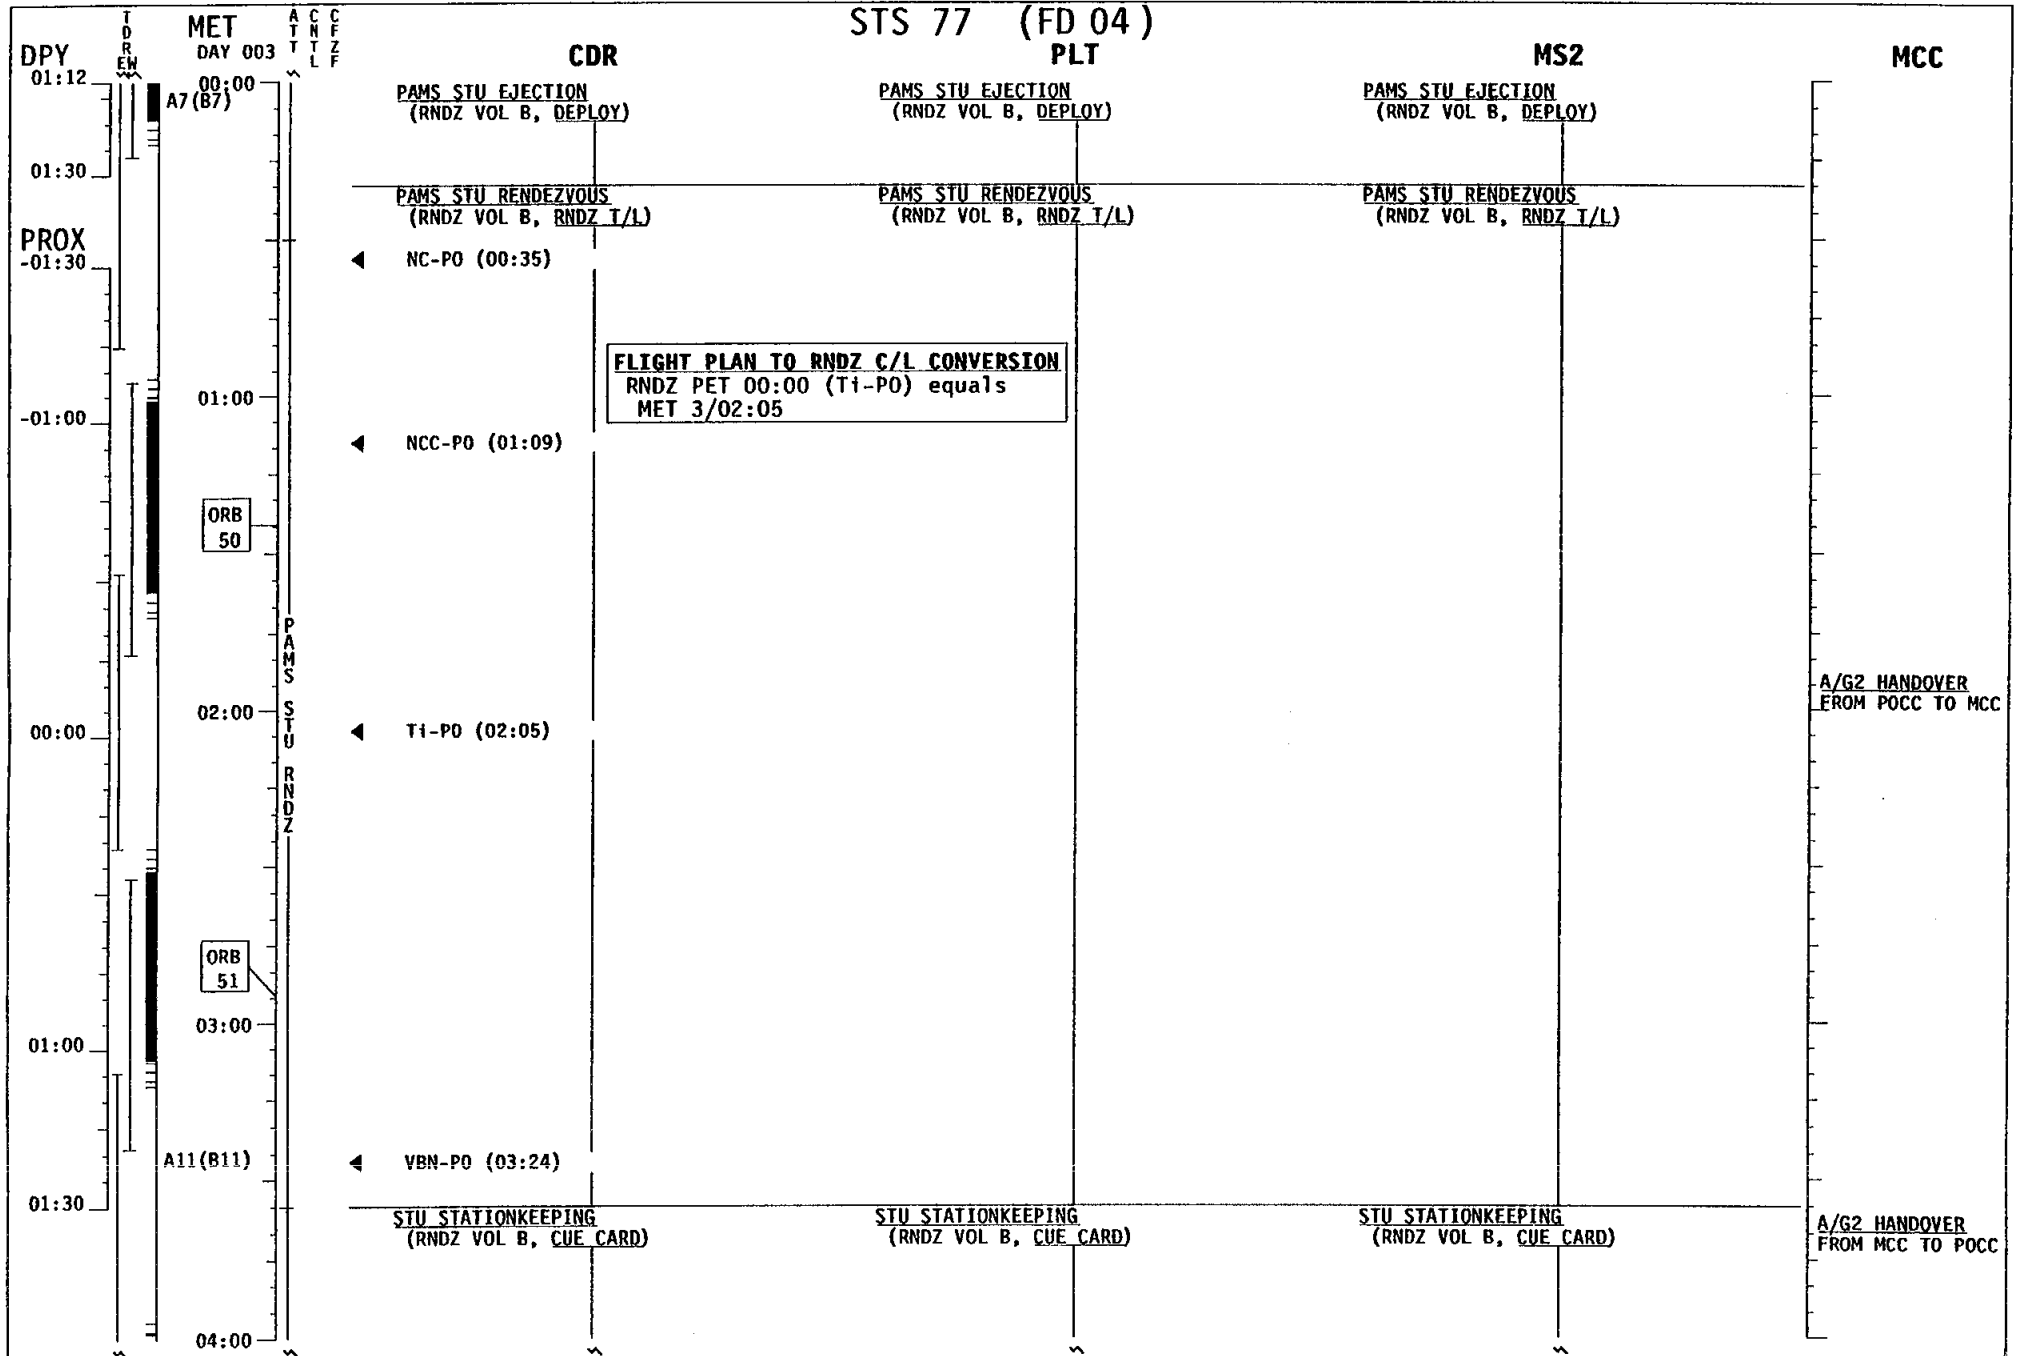 STS 77 (FD 04)
TDRE W
MET
DAY 003
ATT
CNTL
CFZF
DPY
CDR
PLT
MS2
MCC
01:12
00:00
A7(B7)
PAMS STU EJECTION
(RNDZ VOL B, DEPLOY)
PAMS STU EJECTION
(RNDZ VOL B, DEPLOY)
PAMS STU EJECTION
(RNDZ VOL B, DEPLOY)
01:30
PAMS STU RENDEZVOUS
(RNDZ VOL B, RNDZ T/L)
PAMS STU RENDEZVOUS
(RNDZ VOL B, RNDZ T/L)
PAMS STU RENDEZVOUS
(RNDZ VOL B, RNDZ T/L)
PROX
-01:30
NC-PO (00:35)
FLIGHT PLAN TO RNDZ C/L CONVERSION
RNDZ PET 00:00 (Ti-PO) equals
MET 3/02:05
01:00
-01:00
NCC-PO (01:09)
ORB
50
PAMS STU RNDZ
A/G2 HANDOVER
FROM POCC TO MCC
02:00
00:00
Ti-PO (02:05)
ORB
51
03:00
01:00
A11(B11)
VBN-PO (03:24)
01:30
STU STATIONKEEPING
(RNDZ VOL B, CUE CARD)
STU STATIONKEEPING
(RNDZ VOL B, CUE CARD)
STU STATIONKEEPING
(RNDZ VOL B, CUE CARD)
A/G2 HANDOVER
FROM MCC TO POCC
04:00